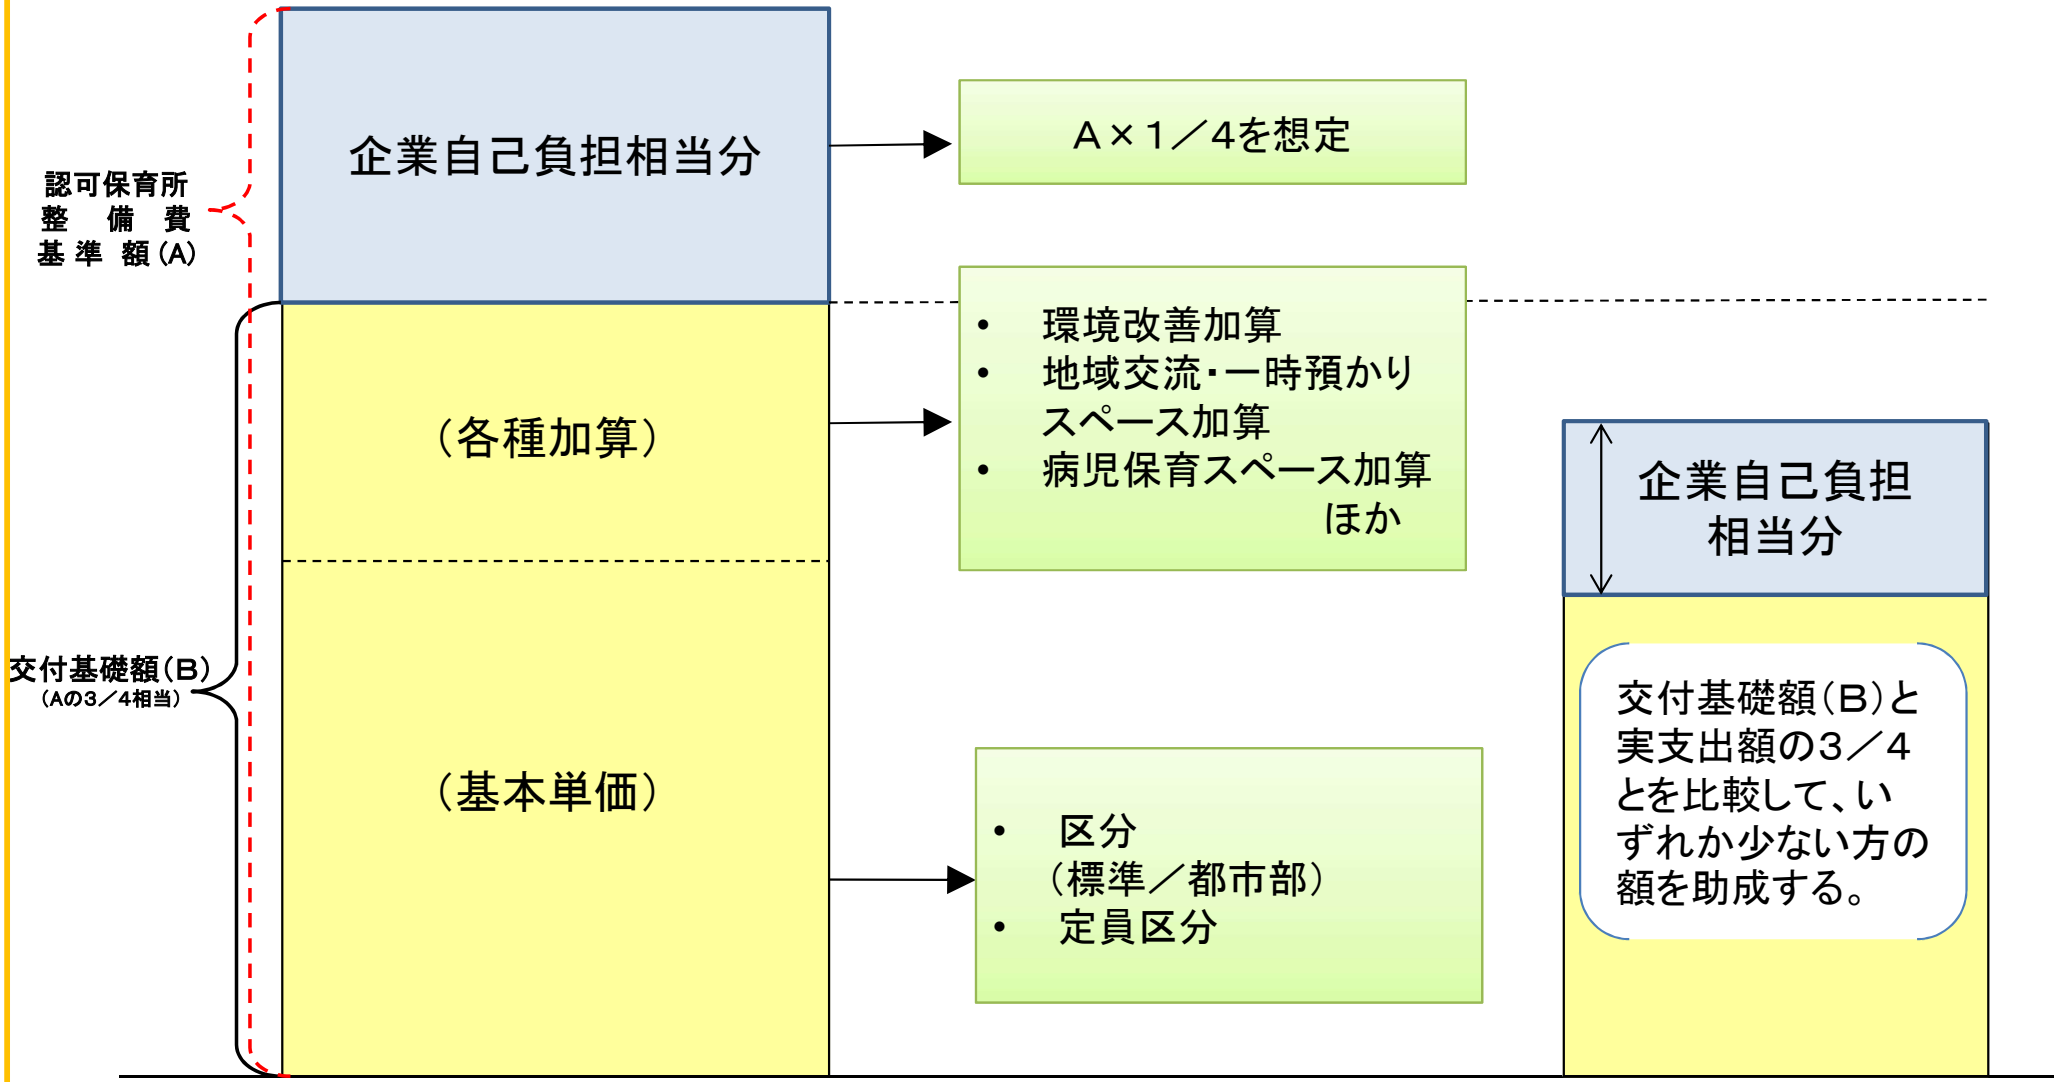 認可保育所
整 備 費
基 準 額(A)
企業自己負担相当分
A×1/4を想定
(各種加算)
• 環境改善加算
• 地域交流・一時預かり
スペース加算
• 病児保育スペース加算
ほか
交付基礎額(B)
(Aの3/4相当)
(基本単価)
• 区分
(標準/都市部)
• 定員区分
企業自己負担
相当分
交付基礎額(B)と
実支出額の3/4
とを比較して、い
ずれか少ない方の
額を助成する。